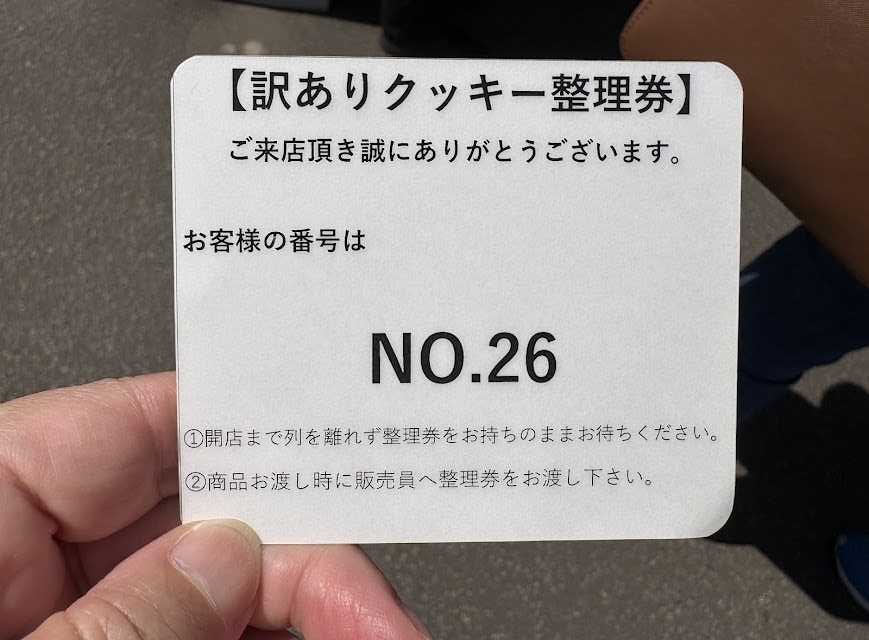 【訳ありクッキー整理券】
ご来店頂き誠にありがとうございます。
お客様の番号は
NO.26
①開店まで列を離れず整理券をお持ちのままお待ちください。
②商品お渡し時に販売員へ整理券をお渡し下さい。